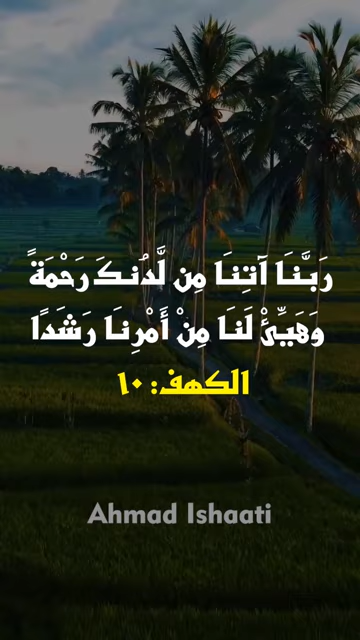 رَبَّنَا آتِنَا مِن لَّدُنكَ رَحْمَةً
وَهَيِّئْ لَنَا مِنْ أَمْرِنَا رَشَدًا
الكهف: ١٠
Ahmad Ishaati